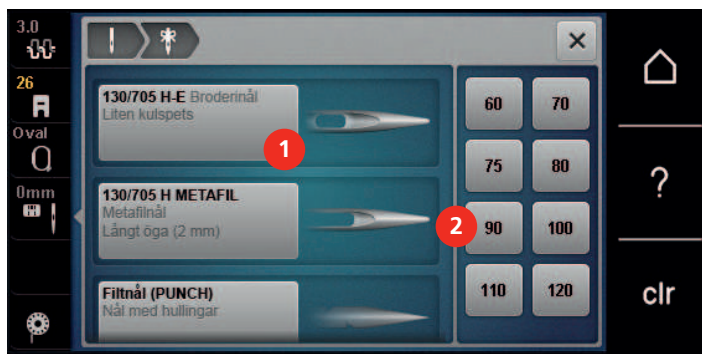 3.0
26
Oval
0mm
130/705 H-E Broderinål
Liten kulspets
1
130/705 H METAFIL
Metafilnål
Långt öga (2 mm)
2
Filtnål (PUNCH)
Nål med hullingar
60 70
75 80
90 100
110 120
?
clr